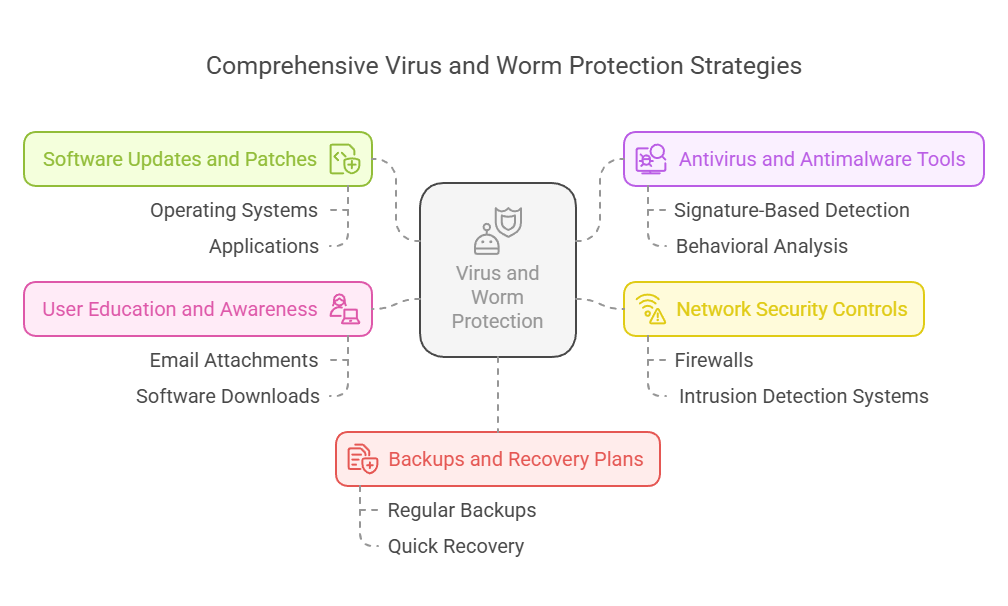 Comprehensive Virus and Worm Protection Strategies
Software Updates and Patches
Operating Systems
Applications
User Education and Awareness
Email Attachments
Software Downloads
Virus and
Worm
Protection
Antivirus and Antimalware Tools
Signature-Based Detection
Behavioral Analysis
Network Security Controls
Firewalls
Intrusion Detection Systems
Backups and Recovery Plans
Regular Backups
Quick Recovery